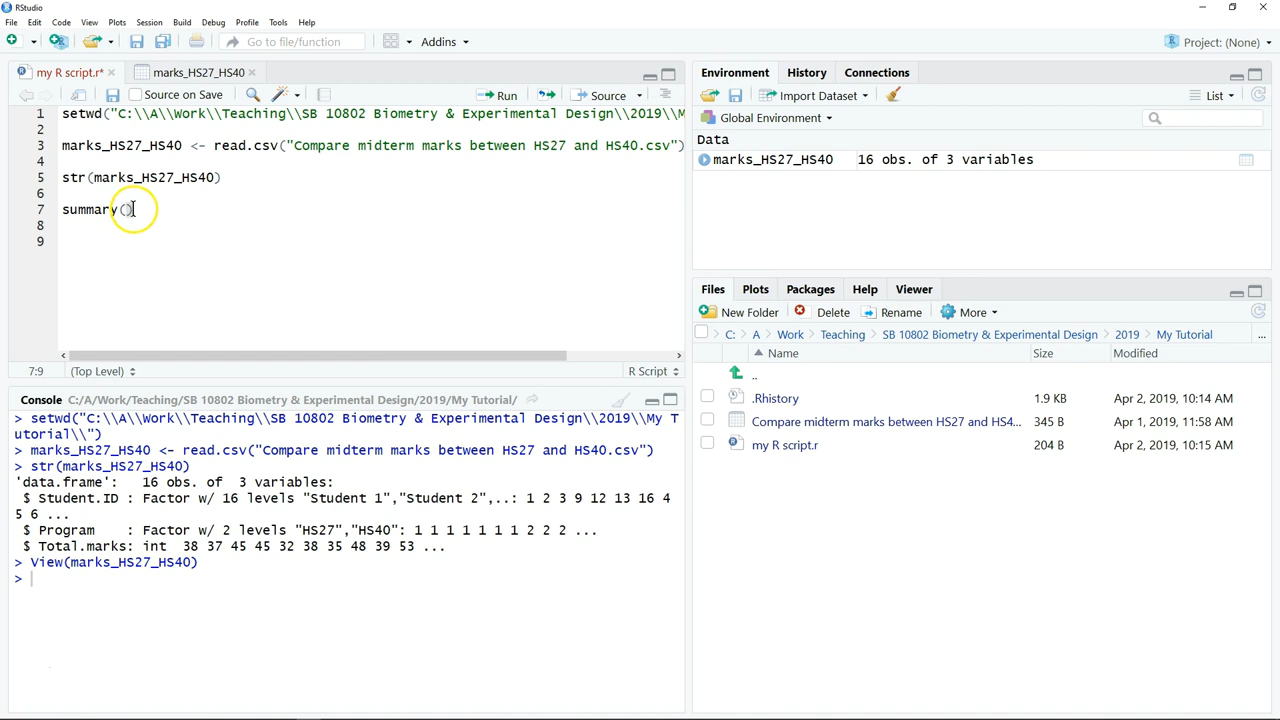 RStudio
File Edit Code View Plots Session Build Debug Profile Tools Help
Go to file/function Addins Project: (None)
my R script.r* marks_HS27_HS40
Source on Save Run Source
1 setwd("C:\\A\\Work\\Teaching\\SB 10802 Biometry & Experimental Design\\2019\\M
2
3 marks_HS27_HS40 <- read.csv("Compare midterm marks between HS27 and HS40.csv")
4
5 str(marks_HS27_HS40)
6
7 summary()
8
9
7:9 (Top Level) R Script
Console C:/A/Work/Teaching/SB 10802 Biometry & Experimental Design/2019/My Tutorial/
> setwd("C:\\A\\Work\\Teaching\\SB 10802 Biometry & Experimental Design\\2019\\My T
utorial\\")
> marks_HS27_HS40 <- read.csv("Compare midterm marks between HS27 and HS40.csv")
> str(marks_HS27_HS40)
'data.frame': 16 obs. of 3 variables:
$ Student.ID : Factor w/ 16 levels "Student 1","Student 2",..: 1 2 3 9 12 13 16 4
5 6 ...
$ Program : Factor w/ 2 levels "HS27","HS40": 1 1 1 1 1 1 1 2 2 2 ...
$ Total.marks: int 38 37 45 45 32 38 35 48 39 53 ...
> View(marks_HS27_HS40)
>
Environment History Connections
Import Dataset List
Global Environment
Data
marks_HS27_HS40 16 obs. of 3 variables
Files Plots Packages Help Viewer
New Folder Delete Rename More
C: > A > Work > Teaching > SB 10802 Biometry & Experimental Design > 2019 > My Tutorial ...
Name Size Modified
..
.Rhistory 1.9 KB Apr 2, 2019, 10:14 AM
Compare midterm marks between HS27 and HS4... 345 B Apr 1, 2019, 11:58 AM
my R script.r 204 B Apr 2, 2019, 10:15 AM